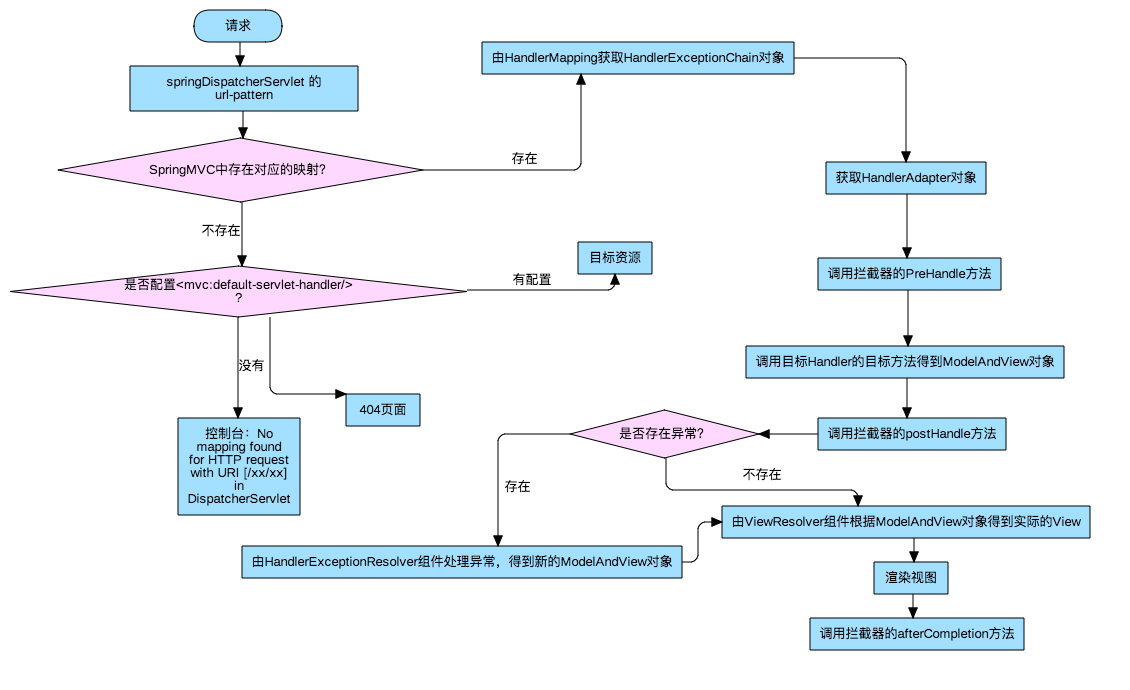 请求
springDispatcherServlet 的
url-pattern
SpringMVC中存在对应的映射?
存在
由HandlerMapping获取HandlerExceptionChain对象
获取HandlerAdapter对象
调用拦截器的PreHandle方法
调用目标Handler的目标方法得到ModelAndView对象
调用拦截器的postHandle方法
是否存在异常?
不存在
存在
由HandlerExceptionResolver组件处理异常，得到新的ModelAndView对象
由ViewResolver组件根据ModelAndView对象得到实际的View
渲染视图
调用拦截器的afterCompletion方法
不存在
是否配置<mvc:default-servlet-handler/>
?
有配置
目标资源
没有
404页面
控制台：No
mapping found
for HTTP request
with URI [/xx/xx]
in
DispatcherServlet